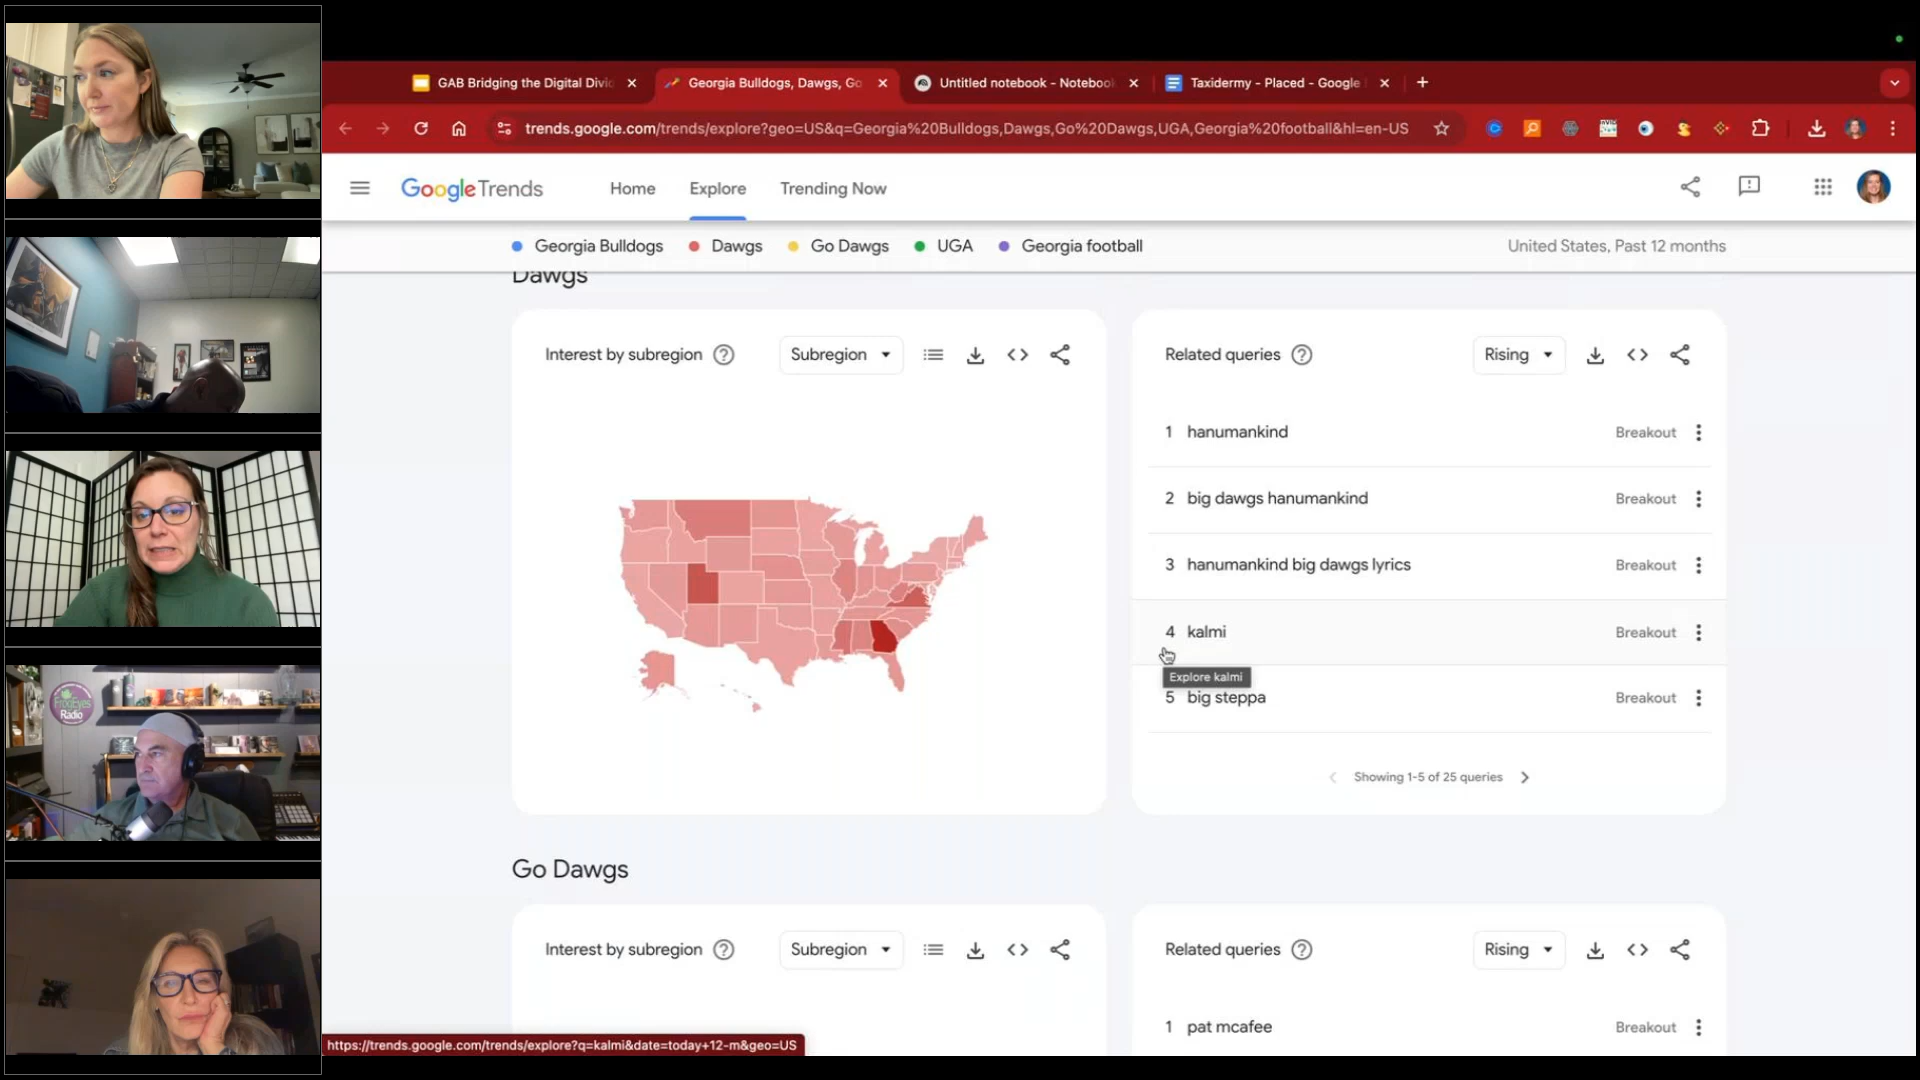 GAB Bridging the Digital Divid
Georgia Bulldogs, Dawgs, Go
Untitled notebook - Notebook
Taxidermy - Placed - Google
trends.google.com/trends/explore?geo=US&q=Georgia%20Bulldogs,Dawgs,Go%20Dawgs,UGA,Georgia%20football&hl=en-US
Google Trends
Home
Explore
Trending Now
Georgia Bulldogs
Dawgs
Go Dawgs
UGA
Georgia football
United States, Past 12 months
Dawgs
Interest by subregion
Subregion
Related queries
Rising
1 hanumankind Breakout
2 big dawgs hanumankind Breakout
3 hanumankind big dawgs lyrics Breakout
4 kalmi Breakout
Explore kalmi
5 big steppa Breakout
Showing 1-5 of 25 queries
Go Dawgs
Interest by subregion
Subregion
Related queries
Rising
1 pat mcafee Breakout
https://trends.google.com/trends/explore?q=kalmi&date=today+12-m&geo=US
FrogEyes
Radio